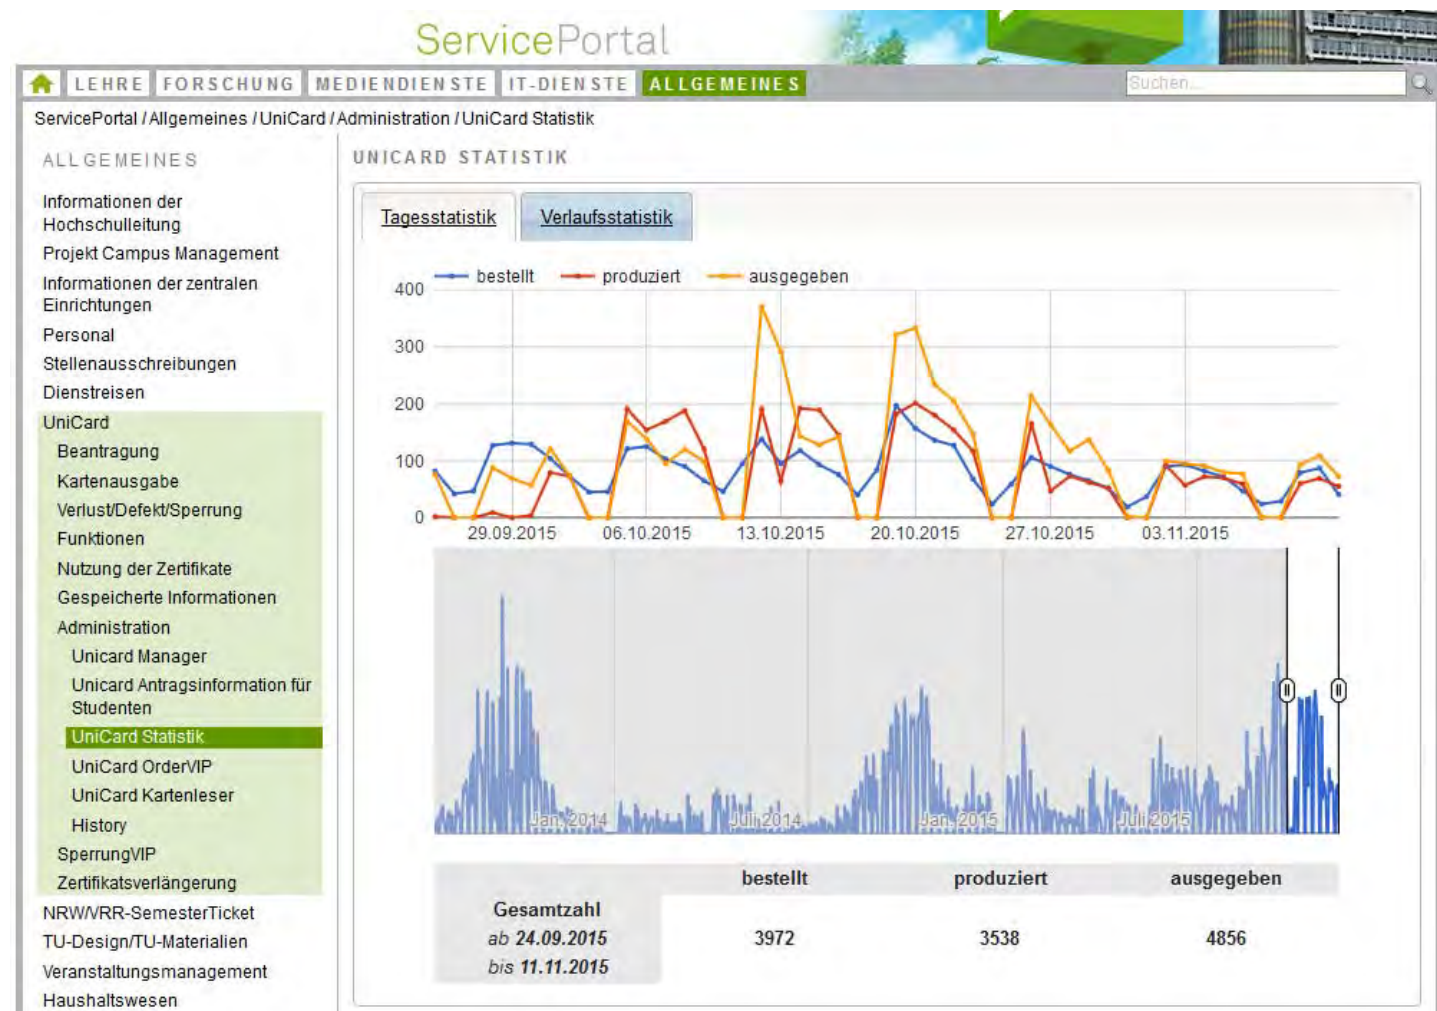 ServicePortal
LEHRE FORSCHUNG MEDIENDIENSTE IT-DIENSTE ALLGEMEINES Suchen...
ServicePortal / Allgemeines / UniCard / Administration / UniCard Statistik
ALLGEMEINES
Informationen der
Hochschulleitung
Projekt Campus Management
Informationen der zentralen
Einrichtungen
Personal
Stellenausschreibungen
Dienstreisen
UniCard
Beantragung
Kartenausgabe
Verlust/Defekt/Sperrung
Funktionen
Nutzung der Zertifikate
Gespeicherte Informationen
Administration
Unicard Manager
Unicard Antragsinformation für
Studenten
UniCard Statistik
UniCard OrderVIP
UniCard Kartenleser
History
SperrungVIP
Zertifikatsverlängerung
NRW/VRR-SemesterTicket
TU-Design/TU-Materialien
Veranstaltungsmanagement
Haushaltswesen
UNICARD STATISTIK
Tagesstatistik Verlaufsstatistik
bestellt produziert ausgegeben
400
300
200
100
0
29.09.2015 06.10.2015 13.10.2015 20.10.2015 27.10.2015 03.11.2015
Jan. 2014 Juli 2014 Jan. 2015 Juli 2015
bestellt produziert ausgegeben
Gesamtzahl
ab 24.09.2015 3972 3538 4856
bis 11.11.2015